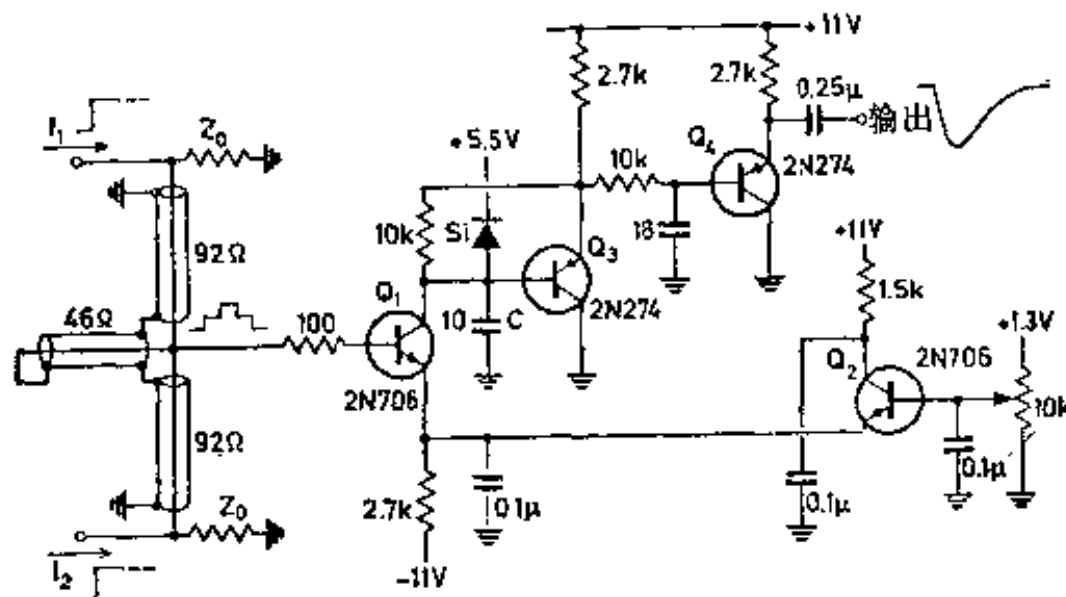 +11V
2.7k
2.7k
0.25μ
输出
I₁
Z₀
+5.5V
10k
Q₄
2N274
10k
Si
18
Q₃
+11V
92Ω
1.5k
46Ω
100
Q₁
10
C
2N274
+1.3V
Q₂
2N706
2N706
10k
92Ω
0.1μ
Z₀
2.7k
0.1μ
0.1μ
I₂
-11V